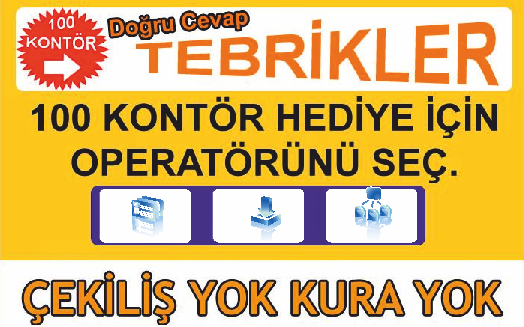 100
KONTÖR
Doğru Cevap
TEBRİKLER
100 KONTÖR HEDİYE İÇİN
OPERATÖRÜNÜ SEÇ.
ÇEKİLİŞ YOK KURA YOK